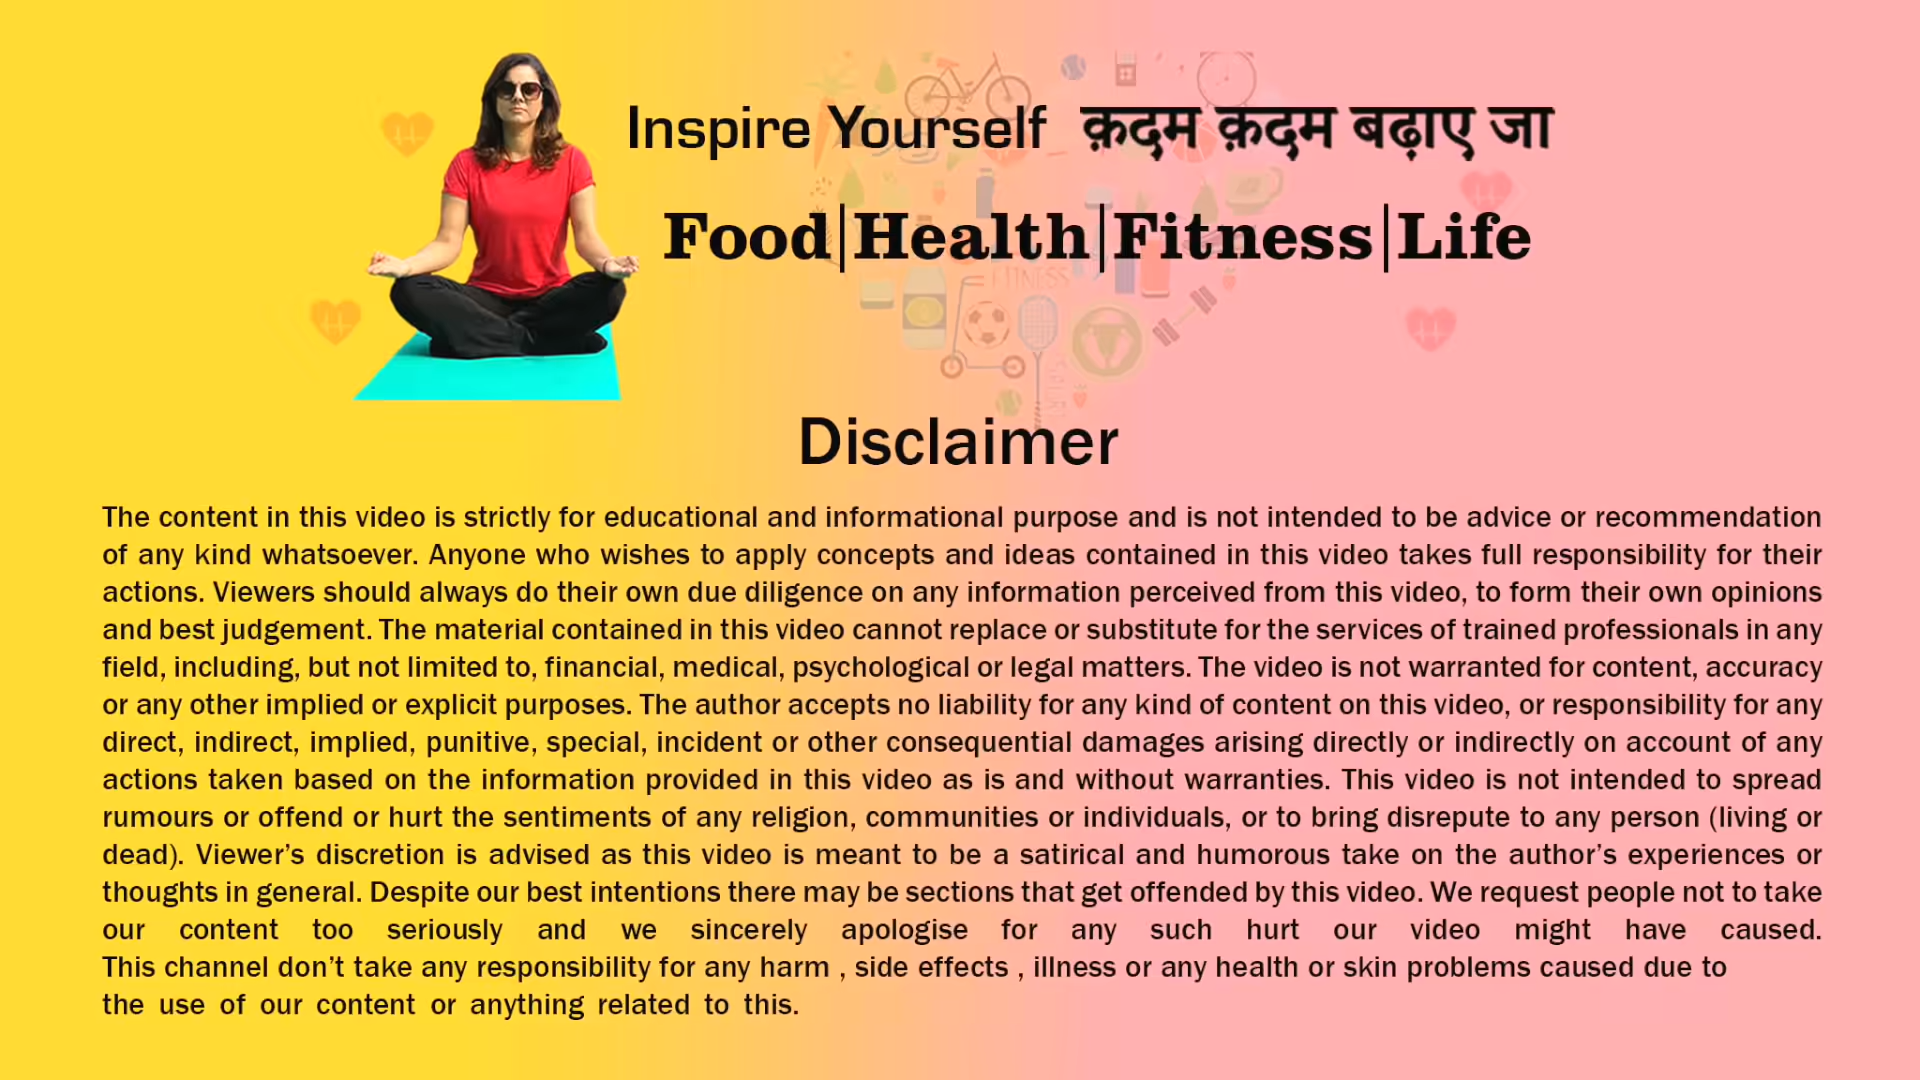 Inspire Yourself क़दम क़दम बढ़ाए जा
Food|Health|Fitness|Life
FITNESS
SALAD
Disclaimer
The content in this video is strictly for educational and informational purpose and is not intended to be advice or recommendation
of any kind whatsoever. Anyone who wishes to apply concepts and ideas contained in this video takes full responsibility for their
actions. Viewers should always do their own due diligence on any information perceived from this video, to form their own opinions
and best judgement. The material contained in this video cannot replace or substitute for the services of trained professionals in any
field, including, but not limited to, financial, medical, psychological or legal matters. The video is not warranted for content, accuracy
or any other implied or explicit purposes. The author accepts no liability for any kind of content on this video, or responsibility for any
direct, indirect, implied, punitive, special, incident or other consequential damages arising directly or indirectly on account of any
actions taken based on the information provided in this video as is and without warranties. This video is not intended to spread
rumours or offend or hurt the sentiments of any religion, communities or individuals, or to bring disrepute to any person (living or
dead). Viewer’s discretion is advised as this video is meant to be a satirical and humorous take on the author’s experiences or
thoughts in general. Despite our best intentions there may be sections that get offended by this video. We request people not to take
our content too seriously and we sincerely apologise for any such hurt our video might have caused.
This channel don’t take any responsibility for any harm , side effects , illness or any health or skin problems caused due to
the use of our content or anything related to this.